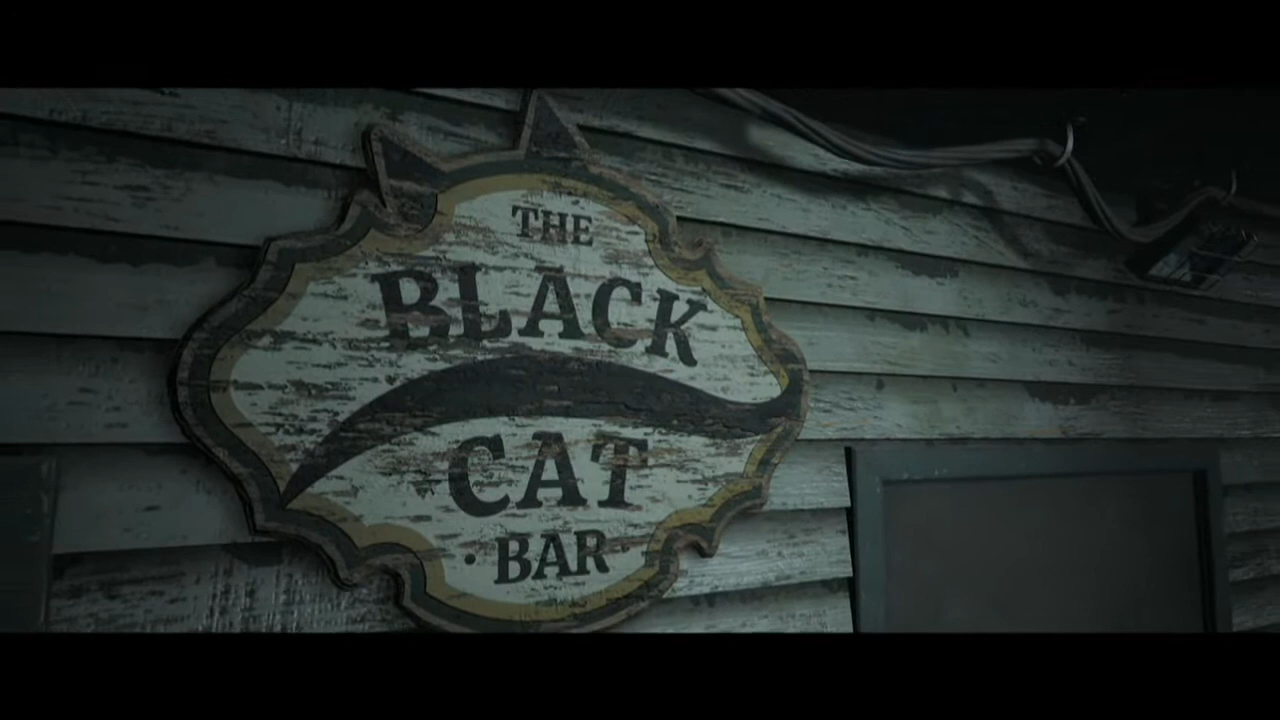 THE
BLACK
CAT
· BAR ·